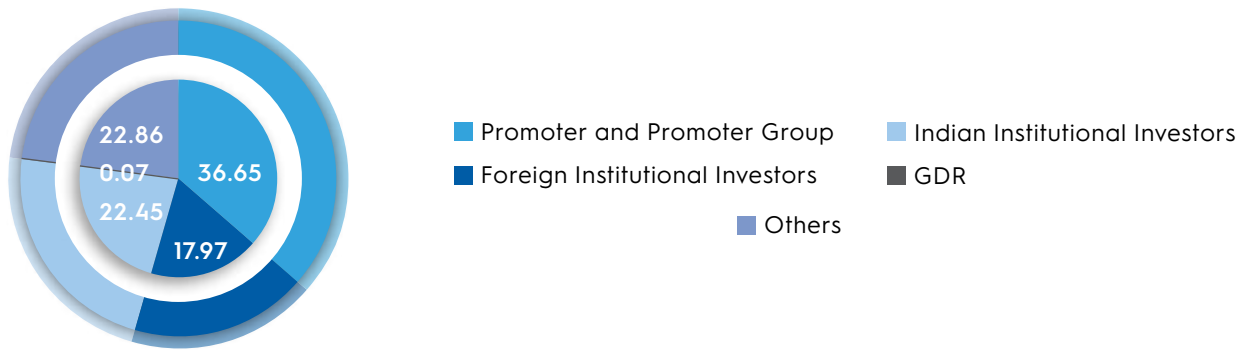 22.86
0.07
36.65
22.45
17.97
Promoter and Promoter Group
Indian Institutional Investors
Foreign Institutional Investors
GDR
Others